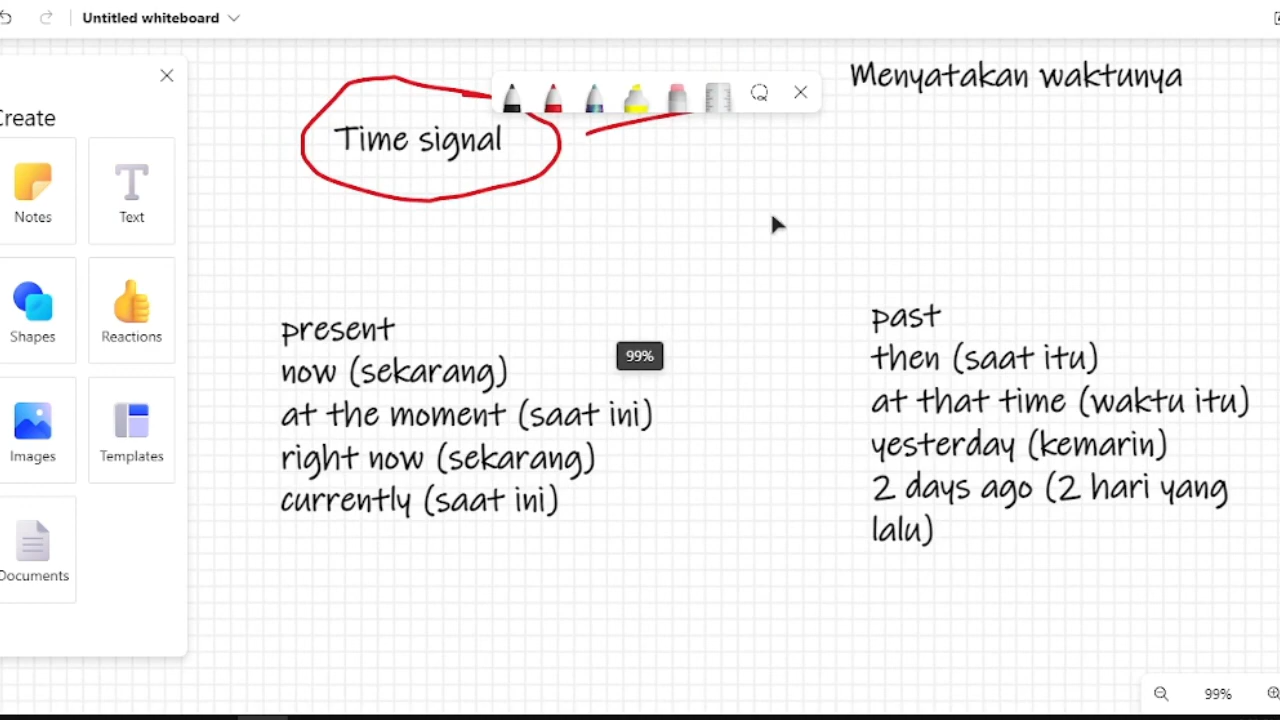 Untitled whiteboard
Create
Notes
Text
Shapes
Reactions
Images
Templates
Documents
Time signal
Menyatakan waktunya
present
now (sekarang)
at the moment (saat ini)
right now (sekarang)
currently (saat ini)
99%
past
then (saat itu)
at that time (waktu itu)
yesterday (kemarin)
2 days ago (2 hari yang
lalu)
99%